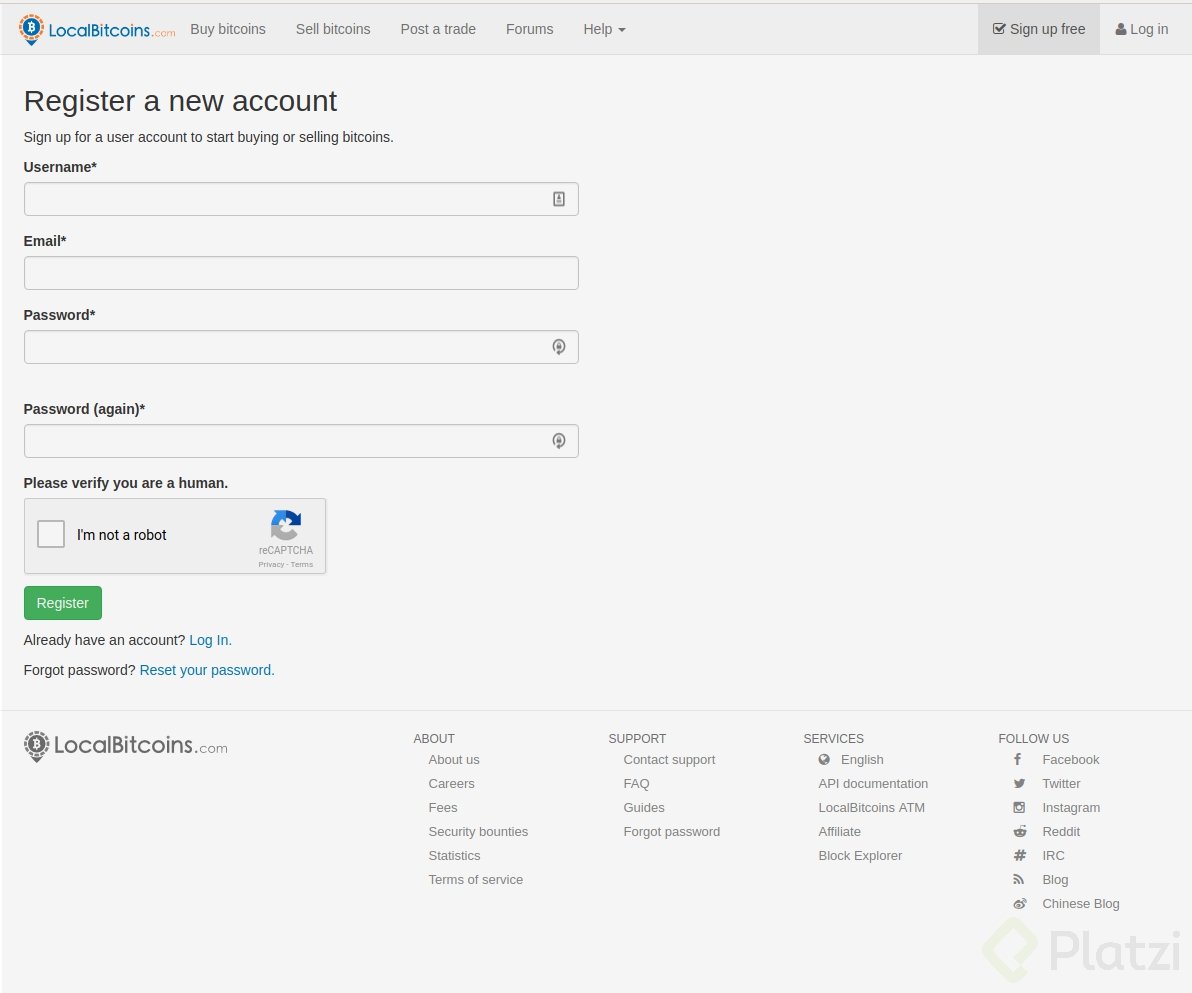 LocalBitcoins.com Buy bitcoins Sell bitcoins Post a trade Forums Help Sign up free Log in
Register a new account
Sign up for a user account to start buying or selling bitcoins.
Username*
Email*
Password*
Password (again)*
Please verify you are a human.
I'm not a robot
reCAPTCHA
Privacy - Terms
Register
Already have an account? Log In.
Forgot password? Reset your password.
LocalBitcoins.com
ABOUT
About us
Careers
Fees
Security bounties
Statistics
Terms of service
SUPPORT
Contact support
FAQ
Guides
Forgot password
SERVICES
English
API documentation
LocalBitcoins ATM
Affiliate
Block Explorer
FOLLOW US
Facebook
Twitter
Instagram
Reddit
IRC
Blog
Chinese Blog
Platzi